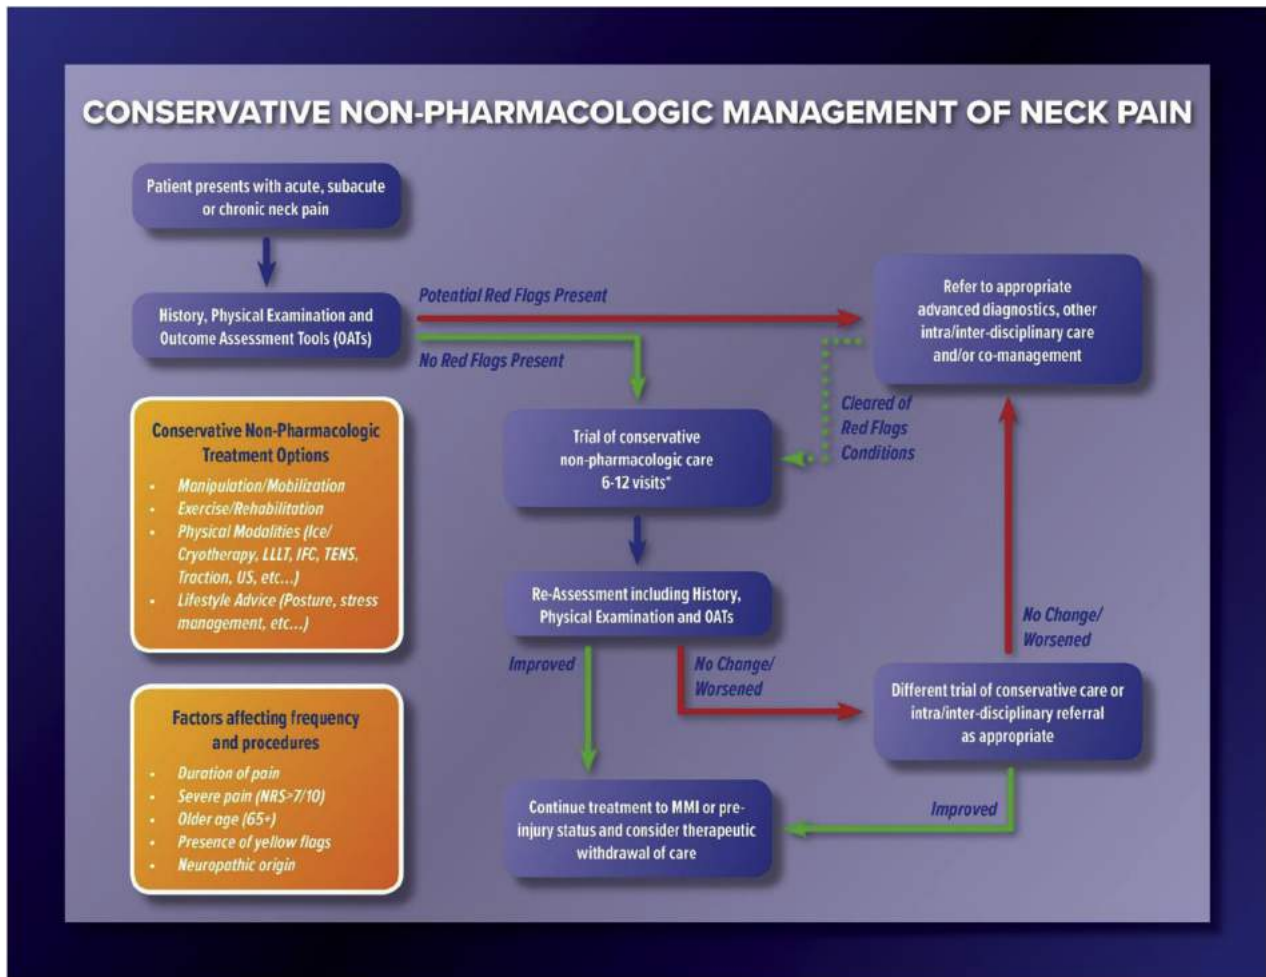 CONSERVATIVE NON-PHARMACOLOGIC MANAGEMENT OF NECK PAIN
Patient presents with acute, subacute
or chronic neck pain
History, Physical Examination and
Outcome Assessment Tools (OATs)
Potential Red Flags Present
No Red Flags Present
Refer to appropriate
advanced diagnostics, other
intra/inter-disciplinary care
and/or co-management
Cleared of
Red Flags
Conditions
Trial of conservative
non-pharmacologic care
6-12 visits*
Conservative Non-Pharmacologic
Treatment Options
• Manipulation/Mobilization
• Exercise/Rehabilitation
• Physical Modalities (Ice/
Cryotherapy, LLLT, IFC, TENS,
Traction, US, etc...)
• Lifestyle Advice (Posture, stress
management, etc...)
Re-Assessment including History,
Physical Examination and OATs
Improved
No Change/
Worsened
No Change/
Worsened
Different trial of conservative care or
intra/inter-disciplinary referral
as appropriate
Improved
Factors affecting frequency
and procedures
• Duration of pain
• Severe pain (NRS>7/10)
• Older age (65+)
• Presence of yellow flags
• Neuropathic origin
Continue treatment to MMI or pre-
injury status and consider therapeutic
withdrawal of care